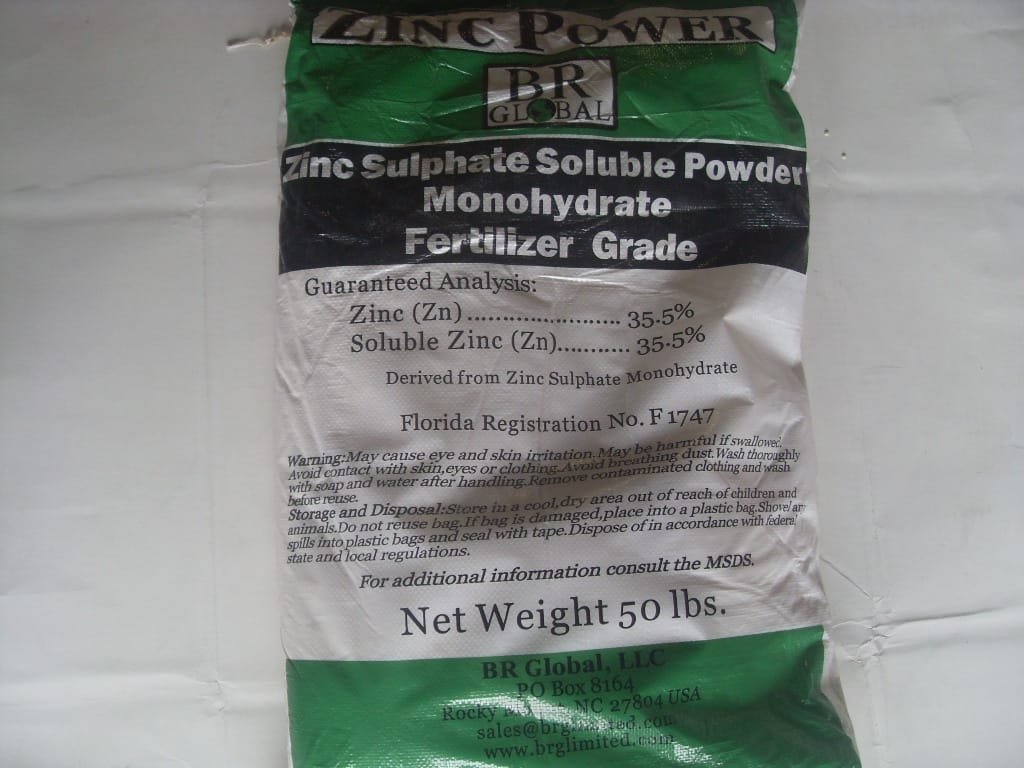 ZINC POWER
BR
GLOBAL
Zinc Sulphate Soluble Powder
Monohydrate
Fertilizer Grade
Guaranteed Analysis:
Zinc (Zn) ...................... 35.5%
Soluble Zinc (Zn)........... 35.5%
Derived from Zinc Sulphate Monohydrate
Florida Registration No. F 1747
Warning:May cause eye and skin irritation.May be harmful if swallowed.
Avoid contact with skin,eyes or clothing.Avoid breathing dust.Wash thoroughly
with soap and water after handling.Remove contaminated clothing and wash
before reuse.
Storage and Disposal:Store in a cool,dry area out of reach of children and
animals.Do not reuse bag.If bag is damaged,place into a plastic bag.Shovel
spills into plastic bags and seal with tape.Dispose of in accordance with federal
state and local regulations.
For additional information consult the MSDS.
Net Weight 50 lbs.
BR Global, LLC
PO Box 8164
Rocky NC 27804 USA
www.brglimited.com